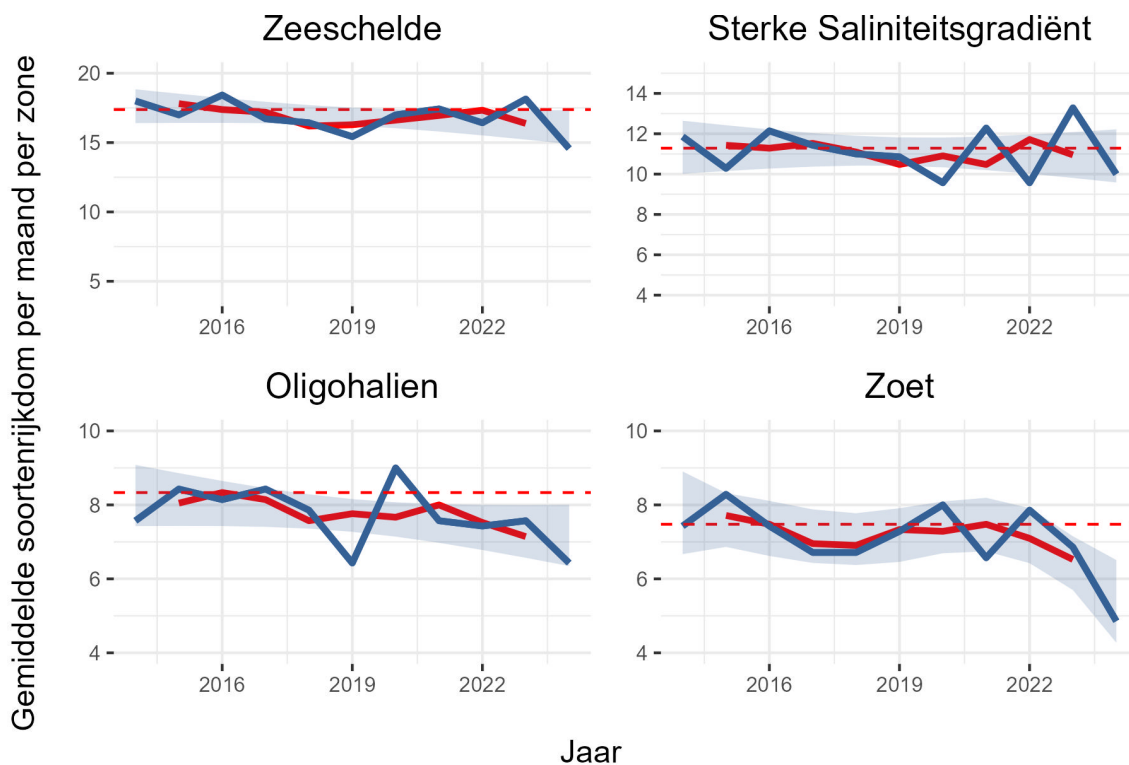 Gemiddelde soortenrijkdom per maand per zone
Zeeschelde
20
15
10
5
2016 2019 2022
Sterke Saliniteitsgradiënt
14
12
10
8
6
4
2016 2019 2022
Oligohalien
10
8
6
4
2016 2019 2022
Zoet
10
8
6
4
2016 2019 2022
Jaar